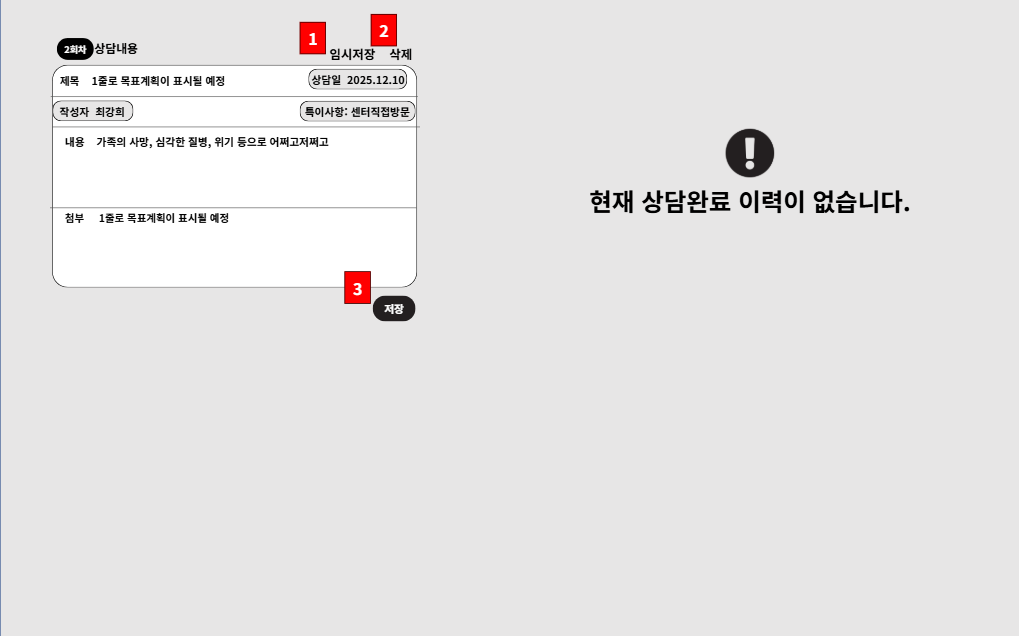 1
2
2회차 상담내용
임시저장 삭제
제목 1줄로 목표계획이 표시될 예정
상담일 2025.12.10
작성자 최강희
특이사항: 센터직접방문
내용 가족의 사망, 심각한 질병, 위기 등으로 어쩌고저쩌고
첨부 1줄로 목표계획이 표시될 예정
3
저장
현재 상담완료 이력이 없습니다.